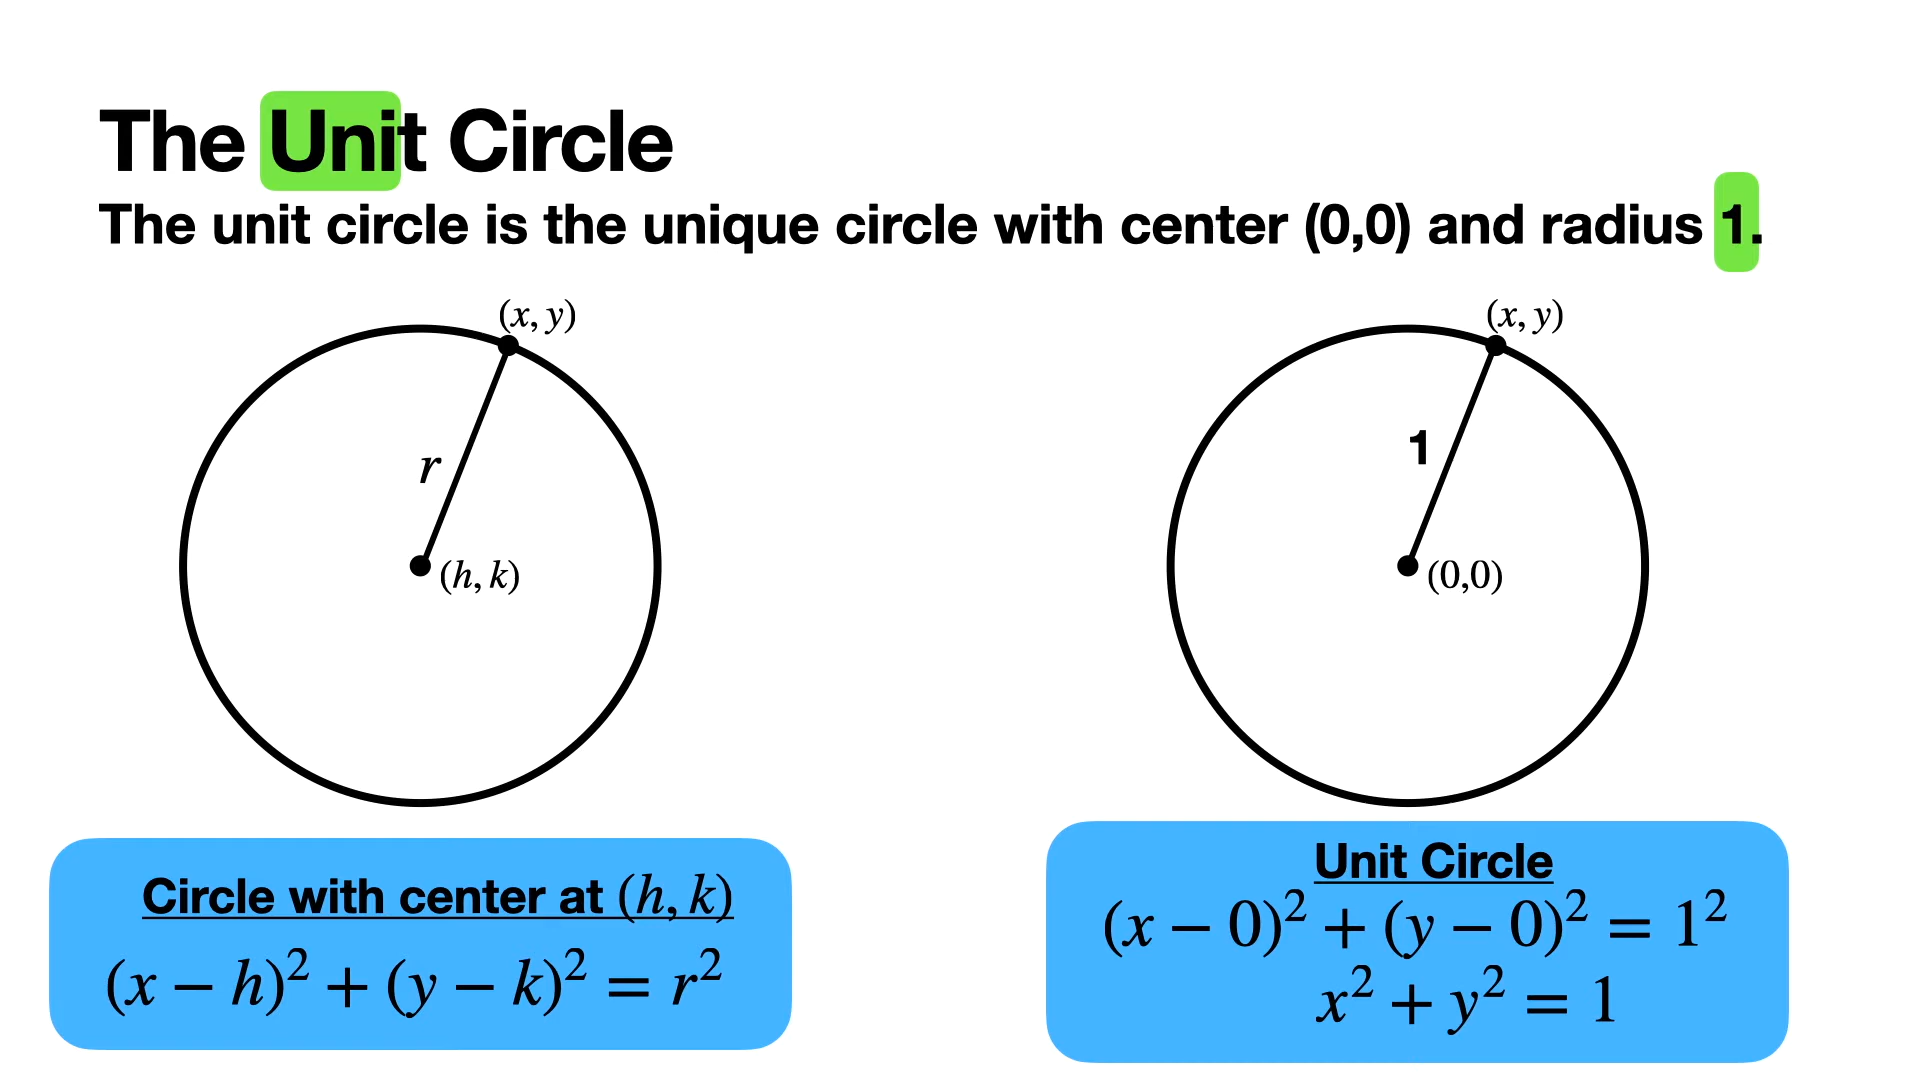 The Unit Circle
The unit circle is the unique circle with center (0,0) and radius 1.
(x, y)
r
(h, k)
(x, y)
1
(0,0)
Circle with center at (h, k)
(x − h)² + (y − k)² = r²
Unit Circle
(x − 0)² + (y − 0)² = 1²
x² + y² = 1